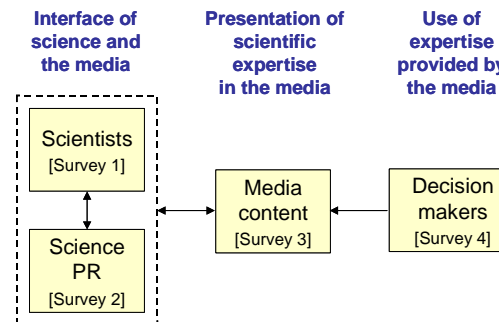 Interface of
science and
the media
Presentation of
scientific
expertise
in the media
Use of
expertise
provided by
the media
Scientists
[Survey 1]
Science
PR
[Survey 2]
Media
content
[Survey 3]
Decision
makers
[Survey 4]